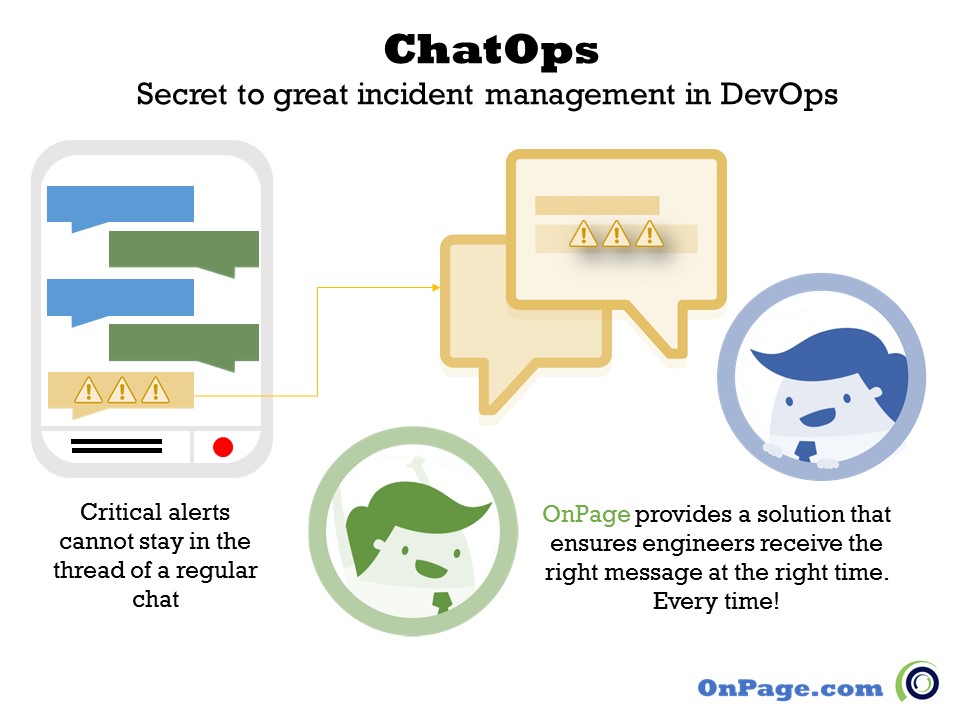 ChatOps
Secret to great incident management in DevOps
Critical alerts
cannot stay in the
thread of a regular
chat
OnPage provides a solution that
ensures engineers receive the
right message at the right time.
Every time!
OnPage.com